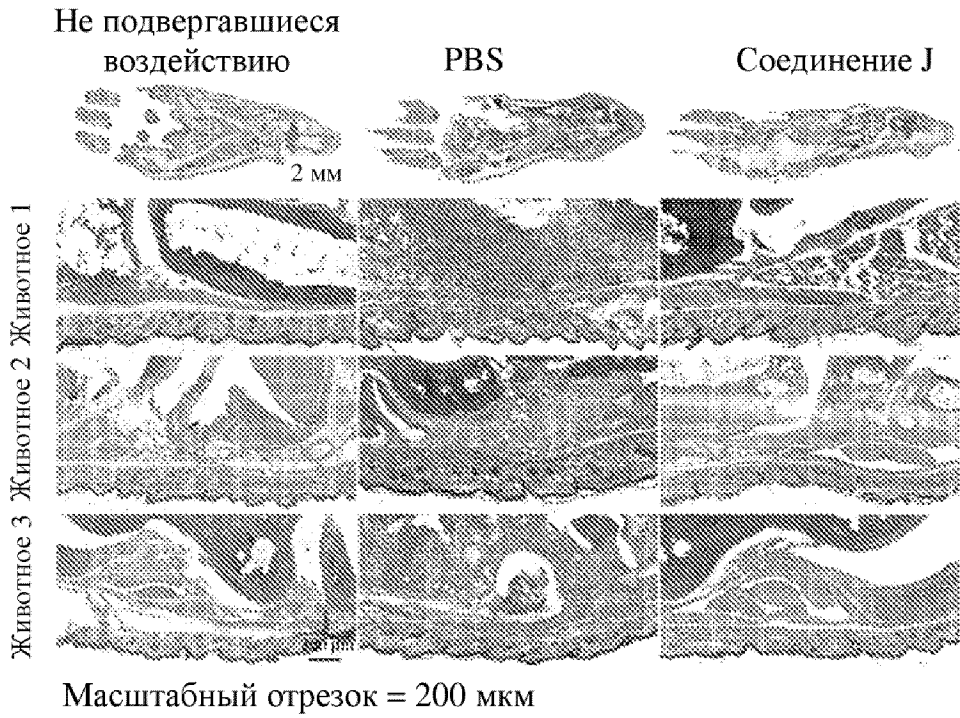 Не подвергавшиеся
воздействию
PBS
Соединение J
2 мм
Животное 1
Животное 2
Животное 3
Масштабный отрезок = 200 мкм